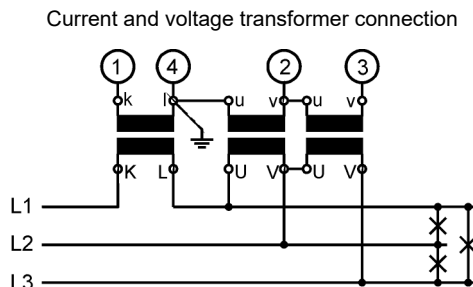 Current and voltage transformer connection
1 4 2 3
k l u v u v
K L U V U V
L1
L2
L3